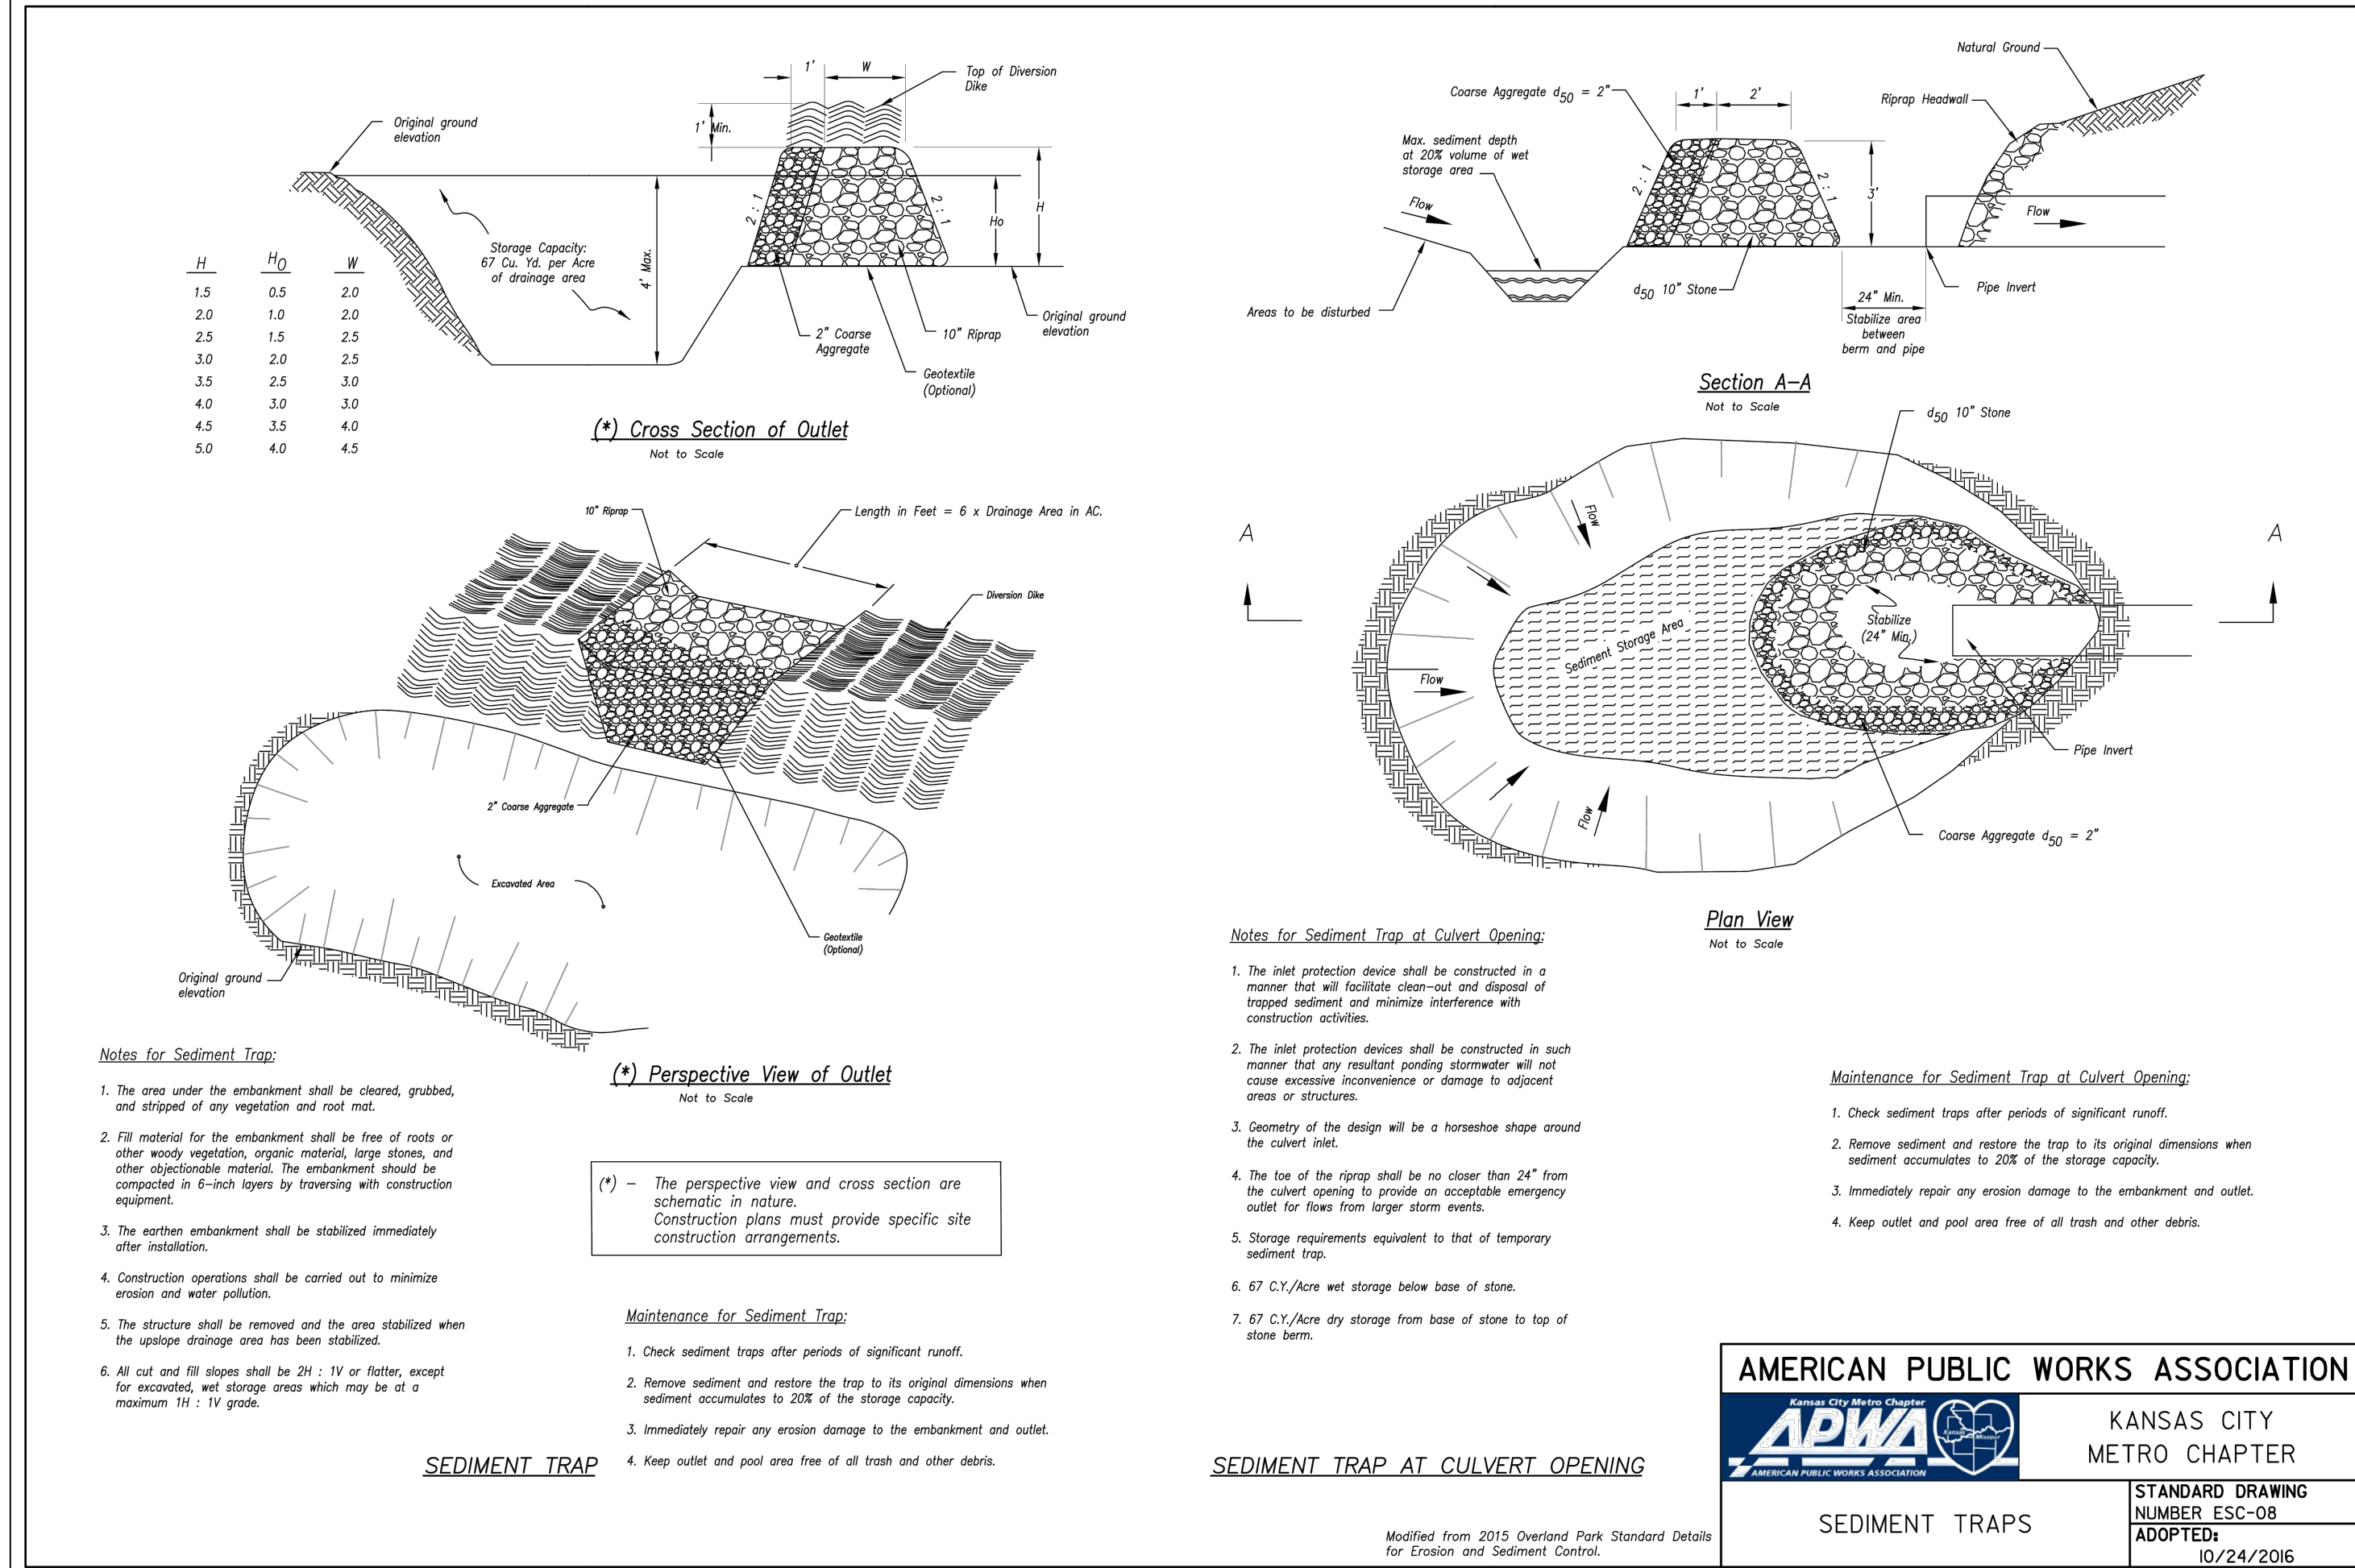 1'
W
Top of Diversion
Dike
1' Min.
Original ground
elevation
2 : 1
2 : 1
Ho
H
4' Max.
Storage Capacity:
67 Cu. Yd. per Acre
of drainage area
H HO W
1.5 0.5 2.0
2.0 1.0 2.0
2.5 1.5 2.5
3.0 2.0 2.5
3.5 2.5 3.0
4.0 3.0 3.0
4.5 3.5 4.0
5.0 4.0 4.5
2" Coarse
Aggregate
10" Riprap
Original ground
elevation
Geotextile
(Optional)
(*) Cross Section of Outlet
Not to Scale
10" Riprap
Length in Feet = 6 x Drainage Area in AC.
Diversion Dike
2" Coarse Aggregate
Excavated Area
Geotextile
(Optional)
Original ground
elevation
(*) Perspective View of Outlet
Not to Scale
Notes for Sediment Trap:
1. The area under the embankment shall be cleared, grubbed,
and stripped of any vegetation and root mat.
2. Fill material for the embankment shall be free of roots or
other woody vegetation, organic material, large stones, and
other objectionable material. The embankment should be
compacted in 6-inch layers by traversing with construction
equipment.
3. The earthen embankment shall be stabilized immediately
after installation.
4. Construction operations shall be carried out to minimize
erosion and water pollution.
5. The structure shall be removed and the area stabilized when
the upslope drainage area has been stabilized.
6. All cut and fill slopes shall be 2H : 1V or flatter, except
for excavated, wet storage areas which may be at a
maximum 1H : 1V grade.
(*) - The perspective view and cross section are
schematic in nature.
Construction plans must provide specific site
construction arrangements.
Maintenance for Sediment Trap:
1. Check sediment traps after periods of significant runoff.
2. Remove sediment and restore the trap to its original dimensions when
sediment accumulates to 20% of the storage capacity.
3. Immediately repair any erosion damage to the embankment and outlet.
4. Keep outlet and pool area free of all trash and other debris.
SEDIMENT TRAP
Natural Ground
Coarse Aggregate d50 = 2"
1'
2'
Riprap Headwall
Max. sediment depth
at 20% volume of wet
storage area
2 : 1
2 : 1
3'
Flow
Flow
d50 10" Stone
24" Min.
Pipe Invert
Areas to be disturbed
Stabilize area
between
berm and pipe
Section A-A
Not to Scale
d50 10" Stone
A
A
Flow
Stabilize
(24" Min.)
Sediment Storage Area
Flow
Pipe Invert
Flow
Coarse Aggregate d50 = 2"
Plan View
Not to Scale
Notes for Sediment Trap at Culvert Opening:
1. The inlet protection device shall be constructed in a
manner that will facilitate clean-out and disposal of
trapped sediment and minimize interference with
construction activities.
2. The inlet protection devices shall be constructed in such
manner that any resultant ponding stormwater will not
cause excessive inconvenience or damage to adjacent
areas or structures.
3. Geometry of the design will be a horseshoe shape around
the culvert inlet.
4. The toe of the riprap shall be no closer than 24" from
the culvert opening to provide an acceptable emergency
outlet for flows from larger storm events.
5. Storage requirements equivalent to that of temporary
sediment trap.
6. 67 C.Y./Acre wet storage below base of stone.
7. 67 C.Y./Acre dry storage from base of stone to top of
stone berm.
Maintenance for Sediment Trap at Culvert Opening:
1. Check sediment traps after periods of significant runoff.
2. Remove sediment and restore the trap to its original dimensions when
sediment accumulates to 20% of the storage capacity.
3. Immediately repair any erosion damage to the embankment and outlet.
4. Keep outlet and pool area free of all trash and other debris.
SEDIMENT TRAP AT CULVERT OPENING
Modified from 2015 Overland Park Standard Details
for Erosion and Sediment Control.
AMERICAN PUBLIC WORKS ASSOCIATION
Kansas City Metro Chapter
APWA
Kansas
Missouri
AMERICAN PUBLIC WORKS ASSOCIATION
KANSAS CITY
METRO CHAPTER
SEDIMENT TRAPS
STANDARD DRAWING
NUMBER ESC-08
ADOPTED:
10/24/2016